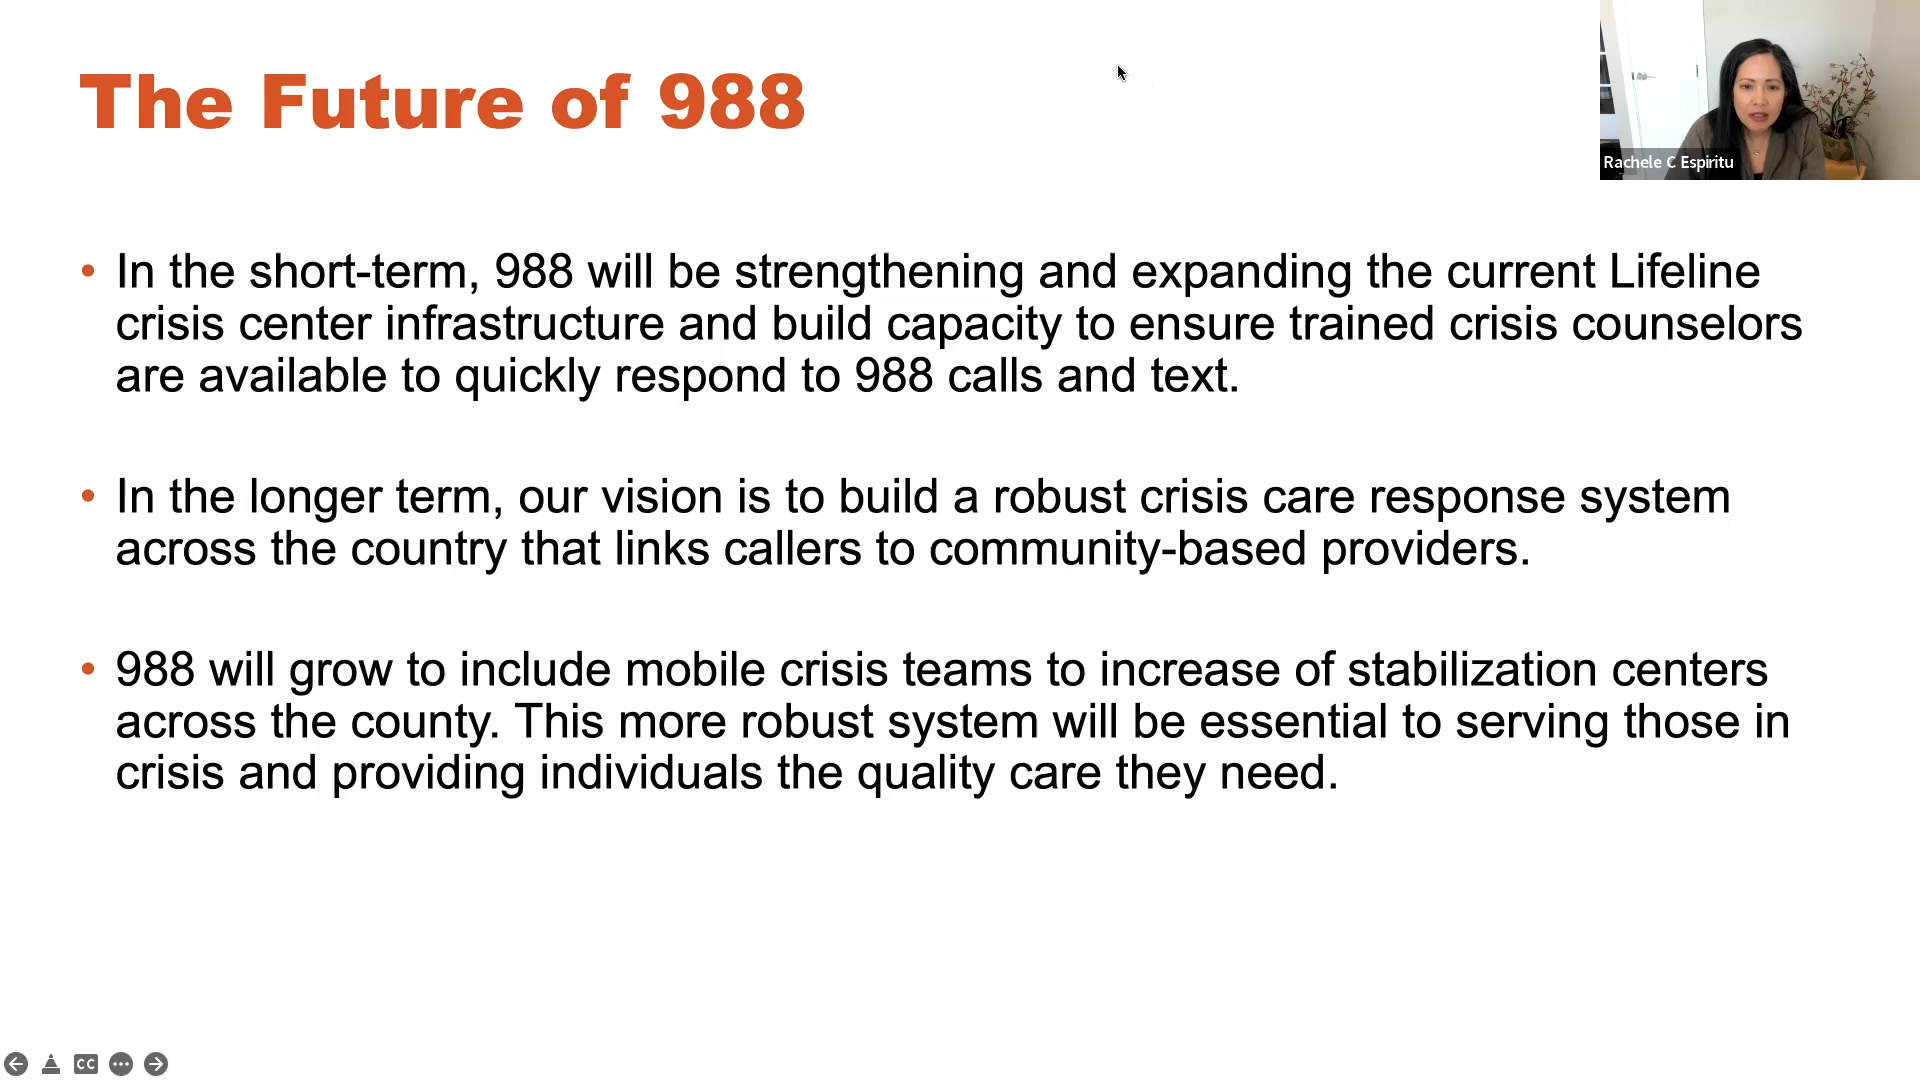 The Future of 988
Rachele C Espiritu
• In the short-term, 988 will be strengthening and expanding the current Lifeline
crisis center infrastructure and build capacity to ensure trained crisis counselors
are available to quickly respond to 988 calls and text.
• In the longer term, our vision is to build a robust crisis care response system
across the country that links callers to community-based providers.
• 988 will grow to include mobile crisis teams to increase of stabilization centers
across the county. This more robust system will be essential to serving those in
crisis and providing individuals the quality care they need.
CC